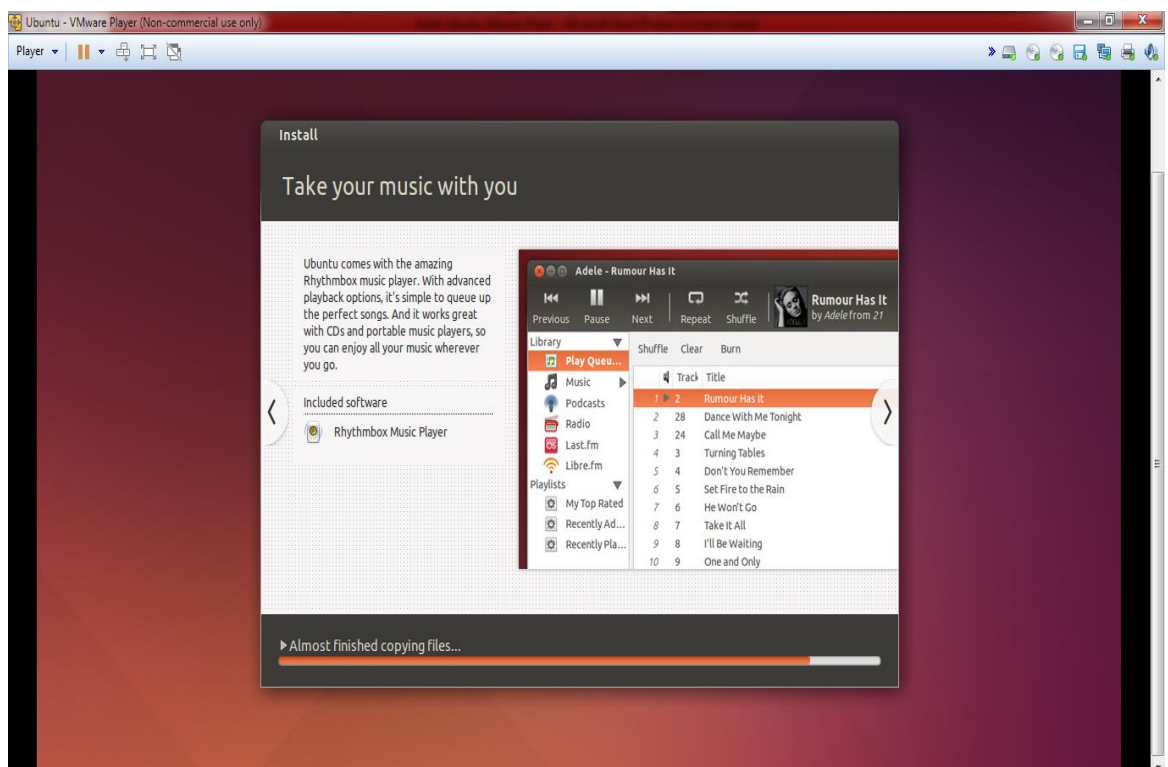 Ubuntu - VMware Player (Non-commercial use only)
Player
Install
Take your music with you
Ubuntu comes with the amazing
Rhythmbox music player. With advanced
playback options, it's simple to queue up
the perfect songs. And it works great
with CDs and portable music players, so
you can enjoy all your music wherever
you go.
Included software
Rhythmbox Music Player
Adele - Rumour Has It
Previous Pause Next Repeat Shuffle
Rumour Has It
by Adele from 21
Library
Play Queu...
Music
Podcasts
Radio
Last.fm
Libre.fm
Playlists
My Top Rated
Recently Ad...
Recently Pla...
Shuffle Clear Burn
Track Title
1 2 Rumour Has It
2 28 Dance With Me Tonight
3 24 Call Me Maybe
4 3 Turning Tables
5 4 Don't You Remember
6 5 Set Fire to the Rain
7 6 He Won't Go
8 7 Take It All
9 8 I'll Be Waiting
10 9 One and Only
Almost finished copying files...